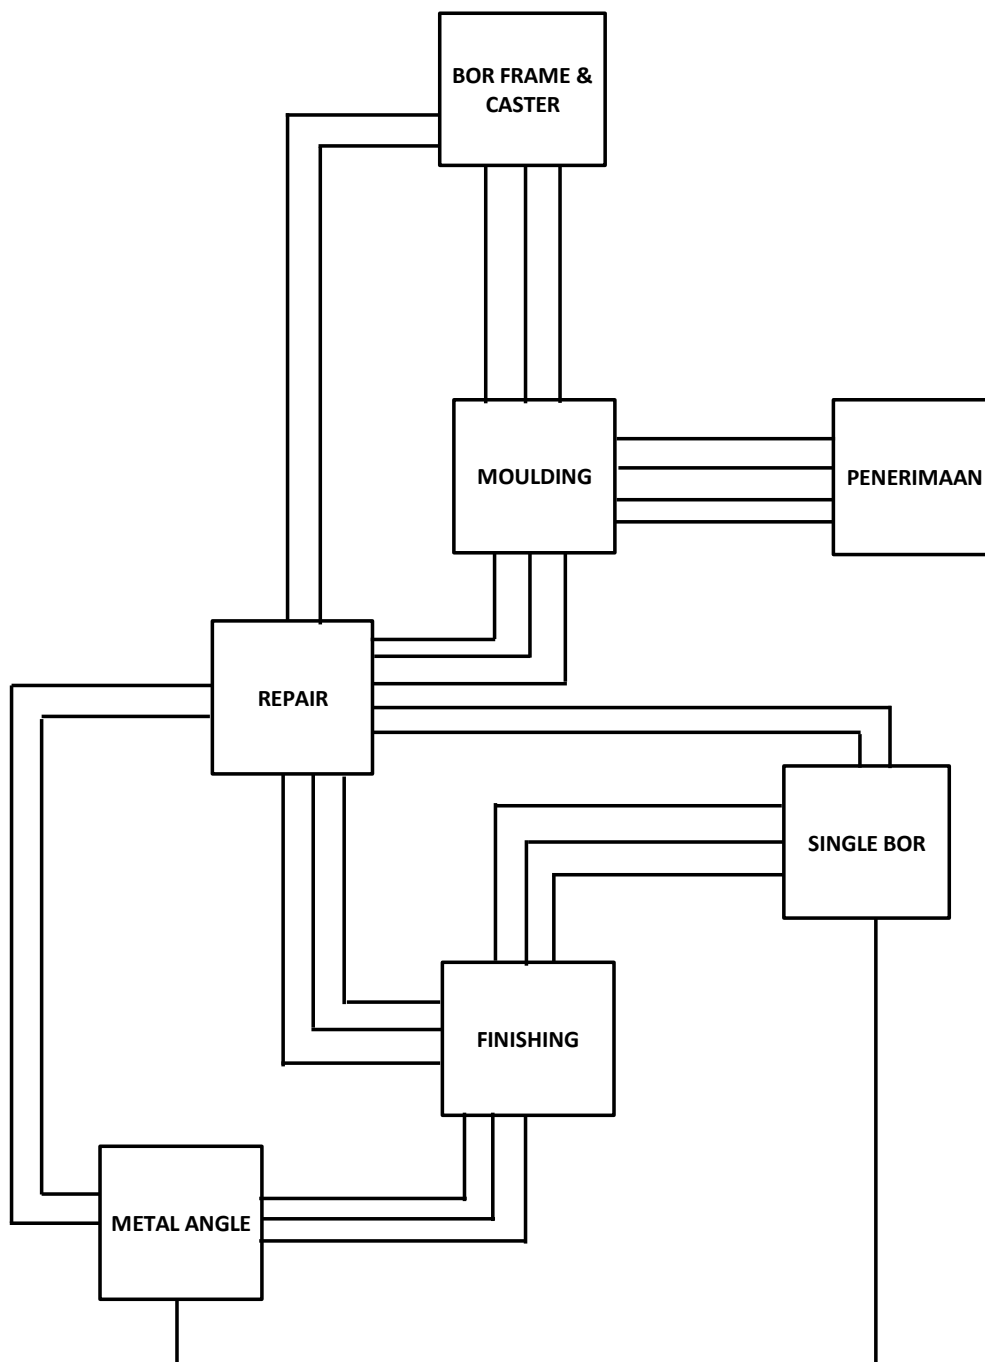 BOR FRAME &
CASTER
MOULDING
PENERIMAAN
REPAIR
SINGLE BOR
FINISHING
METAL ANGLE